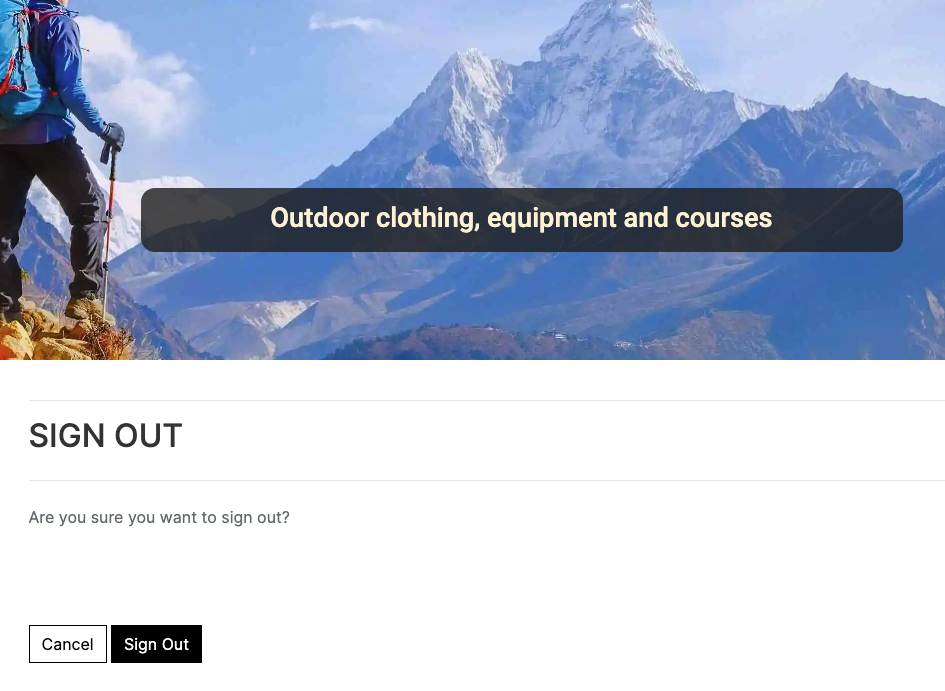 Outdoor clothing, equipment and courses
SIGN OUT
Are you sure you want to sign out?
Cancel Sign Out